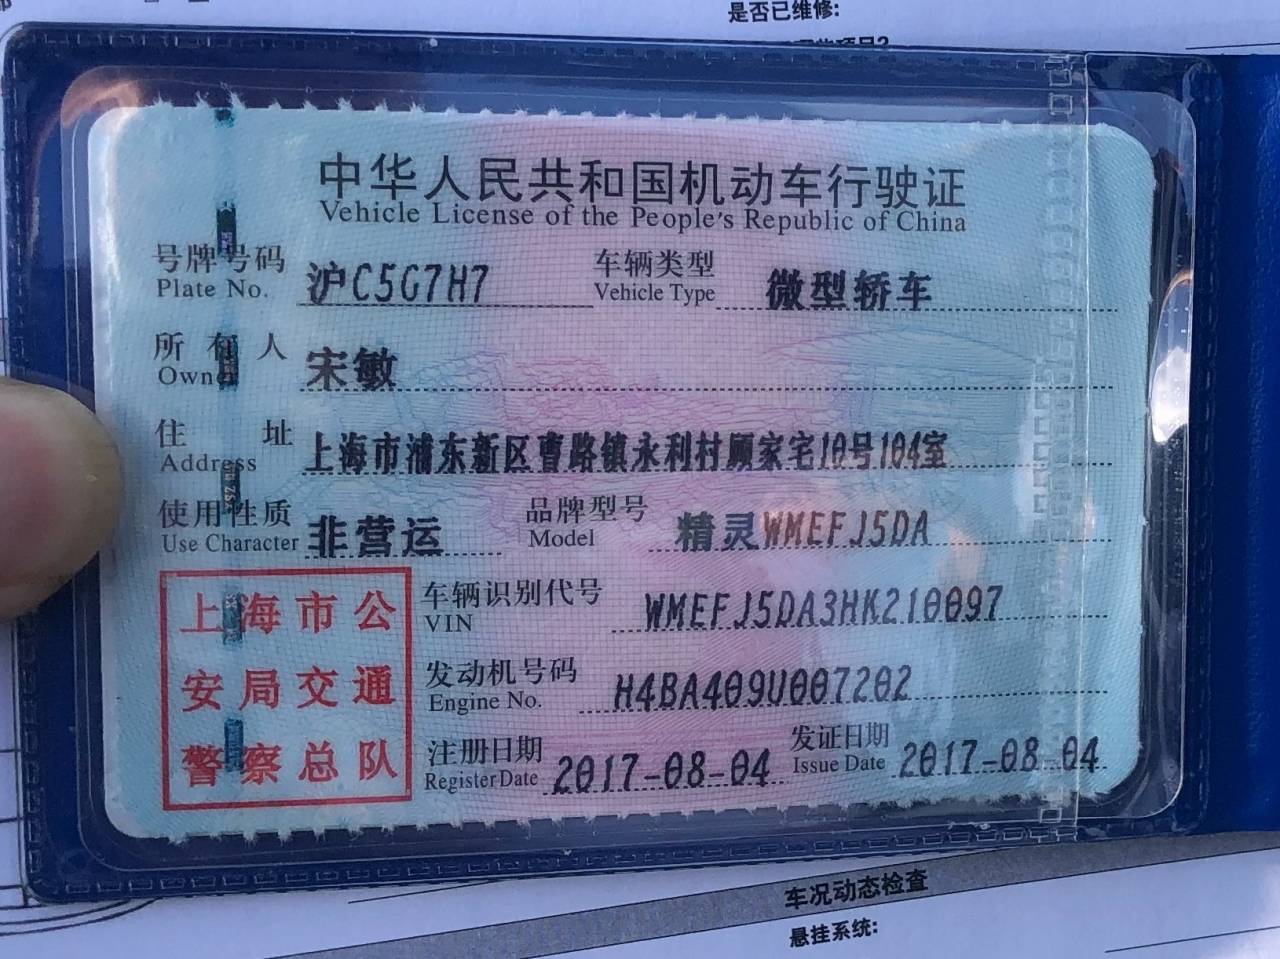 是否已维修:
中华人民共和国机动车行驶证
Vehicle License of the People's Republic of China
号牌号码 沪C5G7H7 车辆类型 微型轿车
Plate No. Vehicle Type
所有人 宋敏
Owner
住址 上海市浦东新区曹路镇永利村顾家宅10号104室
Address
使用性质 非营运 品牌型号 精灵WMEFJ5DA
Use Character Model
上海市公
安局交通
警察总队
车辆识别代号 WMEFJ5DA3HK210097
VIN
发动机号码 H4BA409U007202
Engine No.
注册日期 2017-08-04 发证日期 2017-08-04
Register Date Issue Date
车况动态检查
悬挂系统: